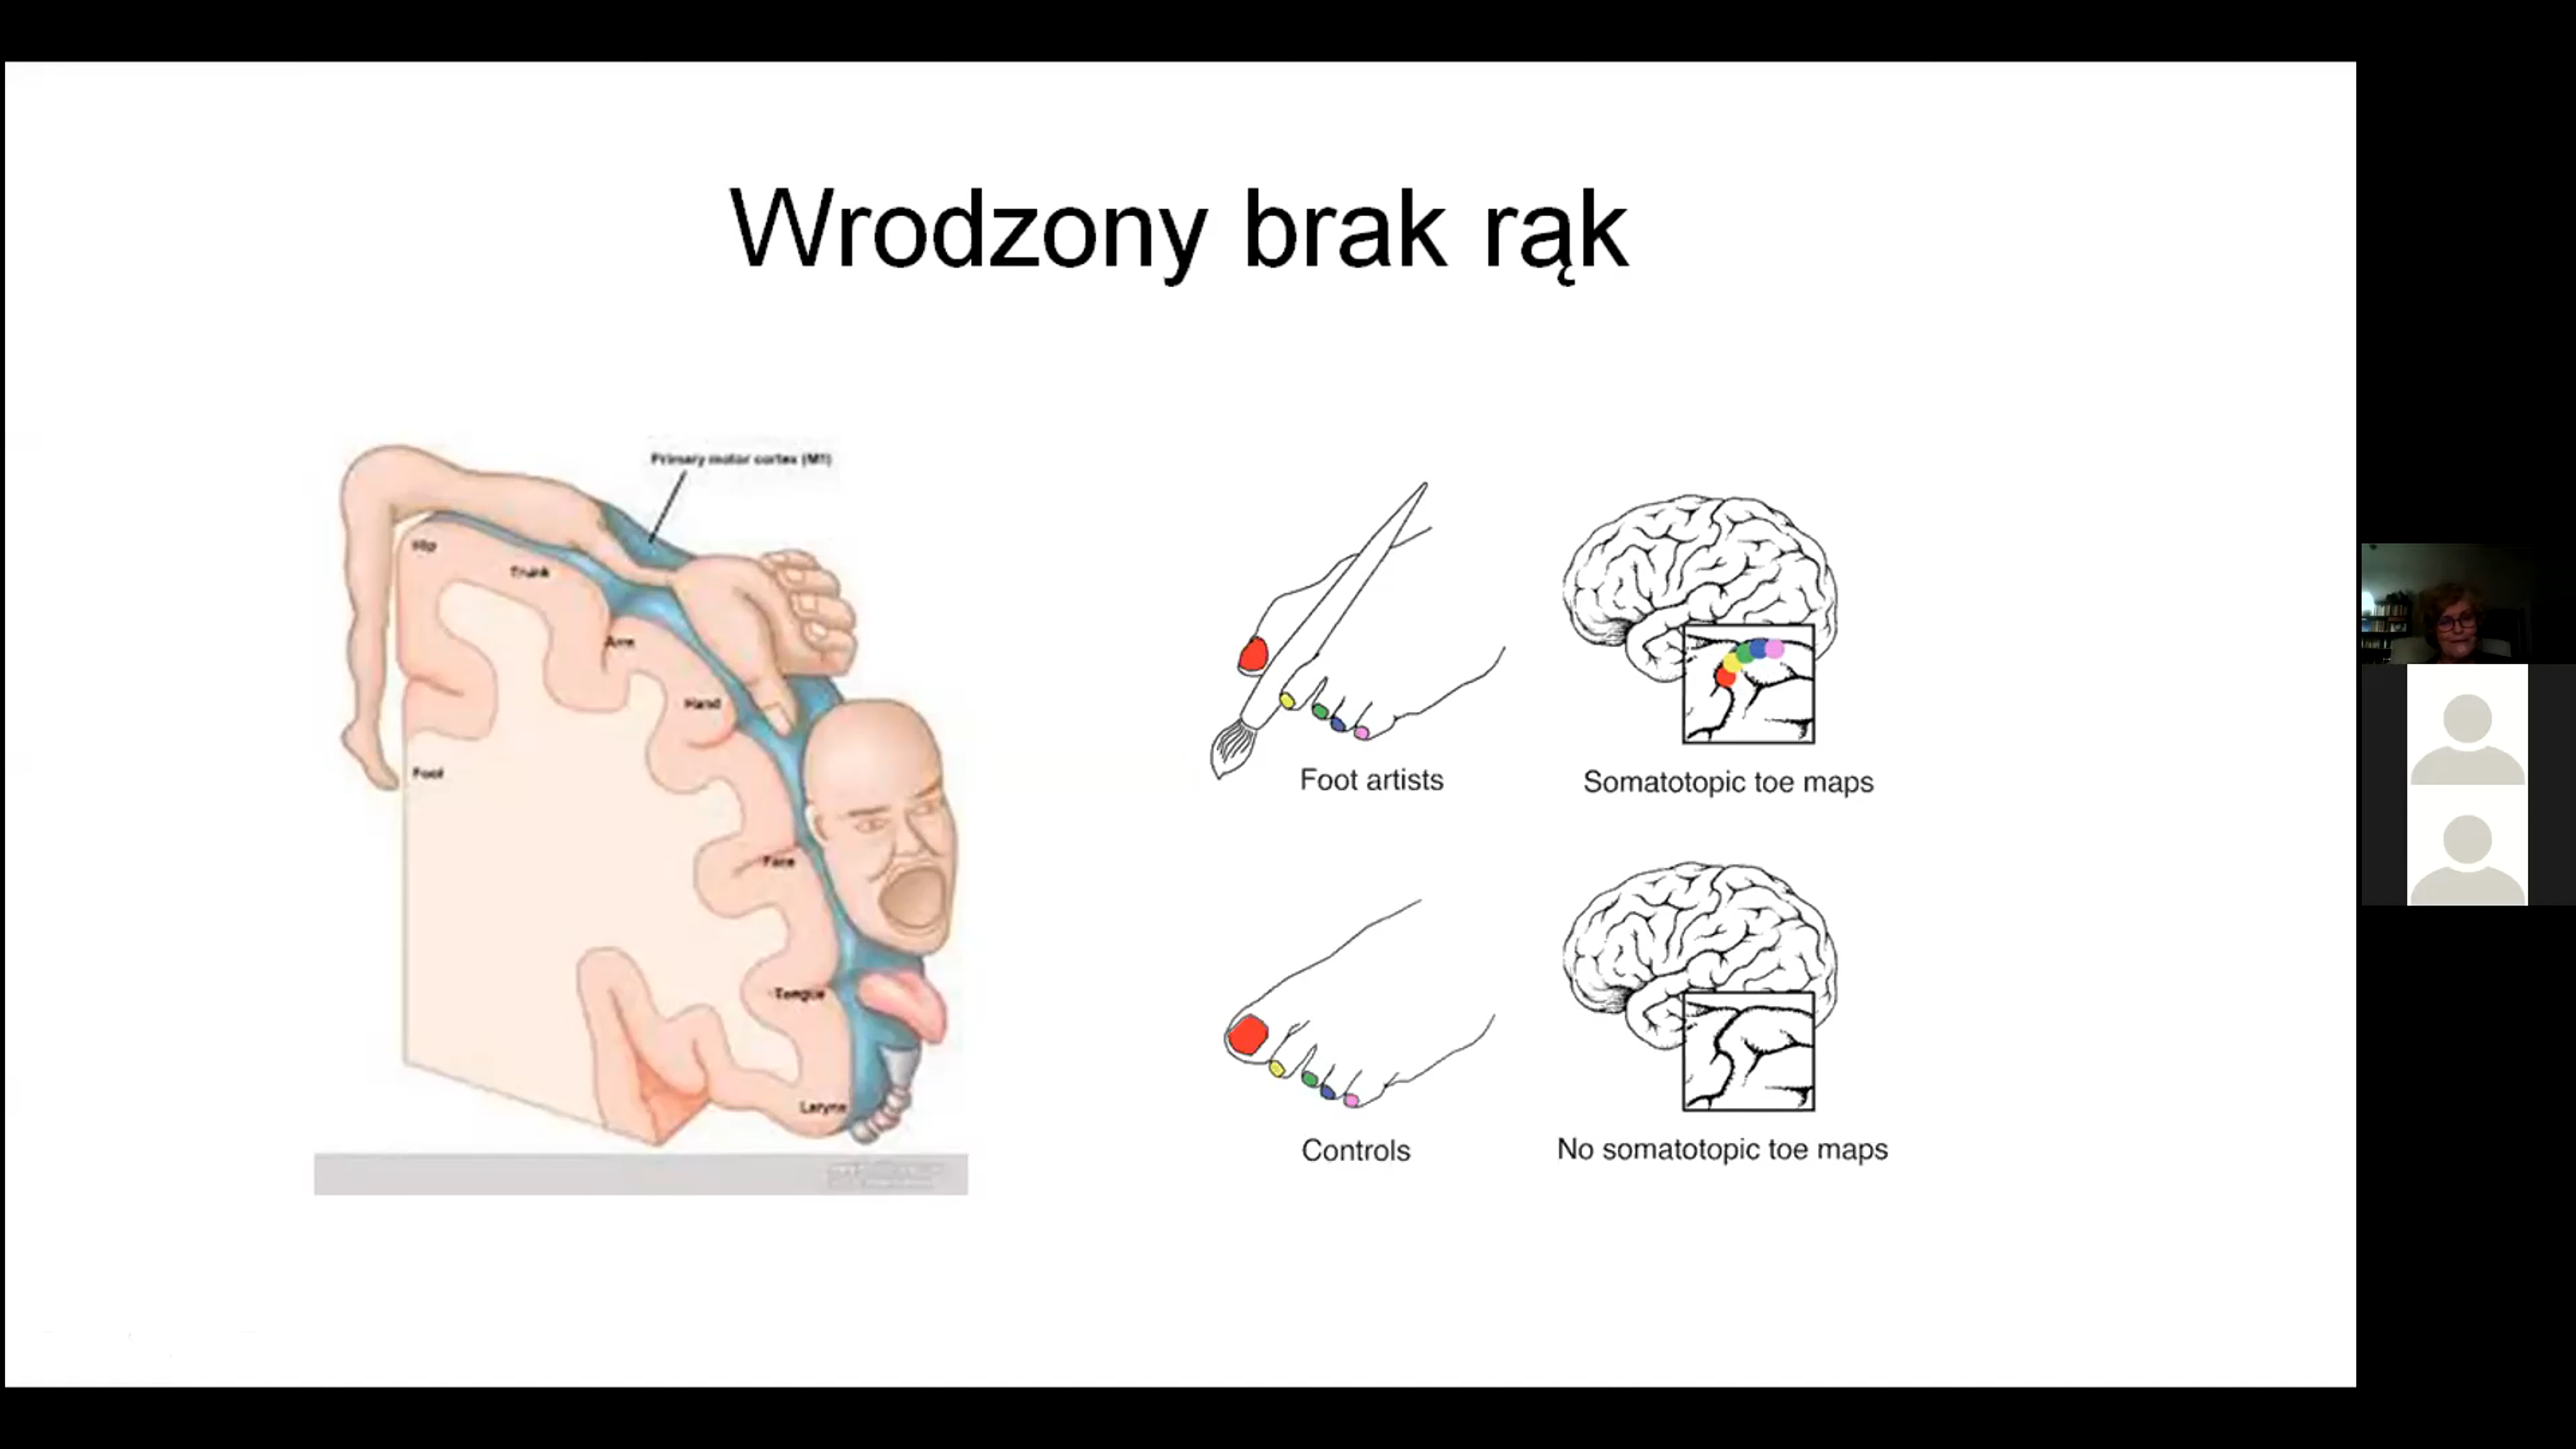 Wrodzony brak rąk
Primary motor cortex (M1)
Hip
Trunk
Arm
Hand
Foot
Face
Tongue
Larynx
Foot artists
Somatotopic toe maps
Controls
No somatotopic toe maps